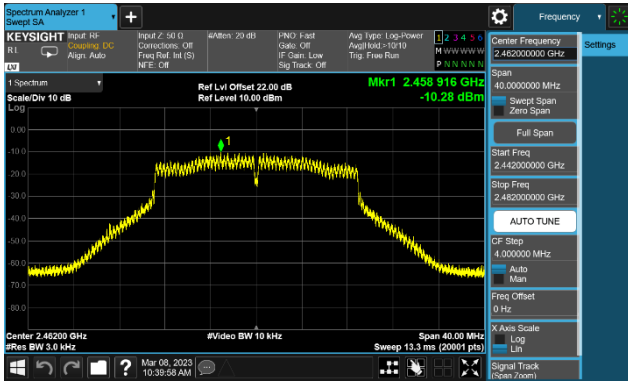 Spectrum Analyzer 1
Swept SA
Frequency
KEYSIGHT
RL
LXI
Input: RF
Coupling: DC
Align: Auto
Input Z: 50 Ω
Corrections: Off
Freq Ref: Int (S)
NFE: Off
#Atten: 20 dB
PNO: Fast
Gate: Off
IF Gain: Low
Sig Track: Off
Avg Type: Log-Power
Avg|Hold:>10/10
Trig: Free Run
1 2 3 4 5 6
M W W W W W
P N N N N N
Center Frequency
2.462000000 GHz
Settings
Span
40.0000000 MHz
Swept Span
Zero Span
Full Span
Start Freq
2.442000000 GHz
Stop Freq
2.482000000 GHz
AUTO TUNE
CF Step
4.000000 MHz
Auto
Man
Freq Offset
0 Hz
X Axis Scale
Log
Lin
Signal Track
(Span Zoom)
1 Spectrum
Scale/Div 10 dB
Log
Ref Lvl Offset 22.00 dB
Ref Level 10.00 dBm
Mkr1 2.458 916 GHz
-10.28 dBm
1
0.00
-10.0
-20.0
-30.0
-40.0
-50.0
-60.0
-70.0
-80.0
Center 2.46200 GHz
#Res BW 3.0 kHz
#Video BW 10 kHz
Span 40.00 MHz
Sweep 13.3 ms (20001 pts)
?
Mar 08, 2023
10:39:58 AM